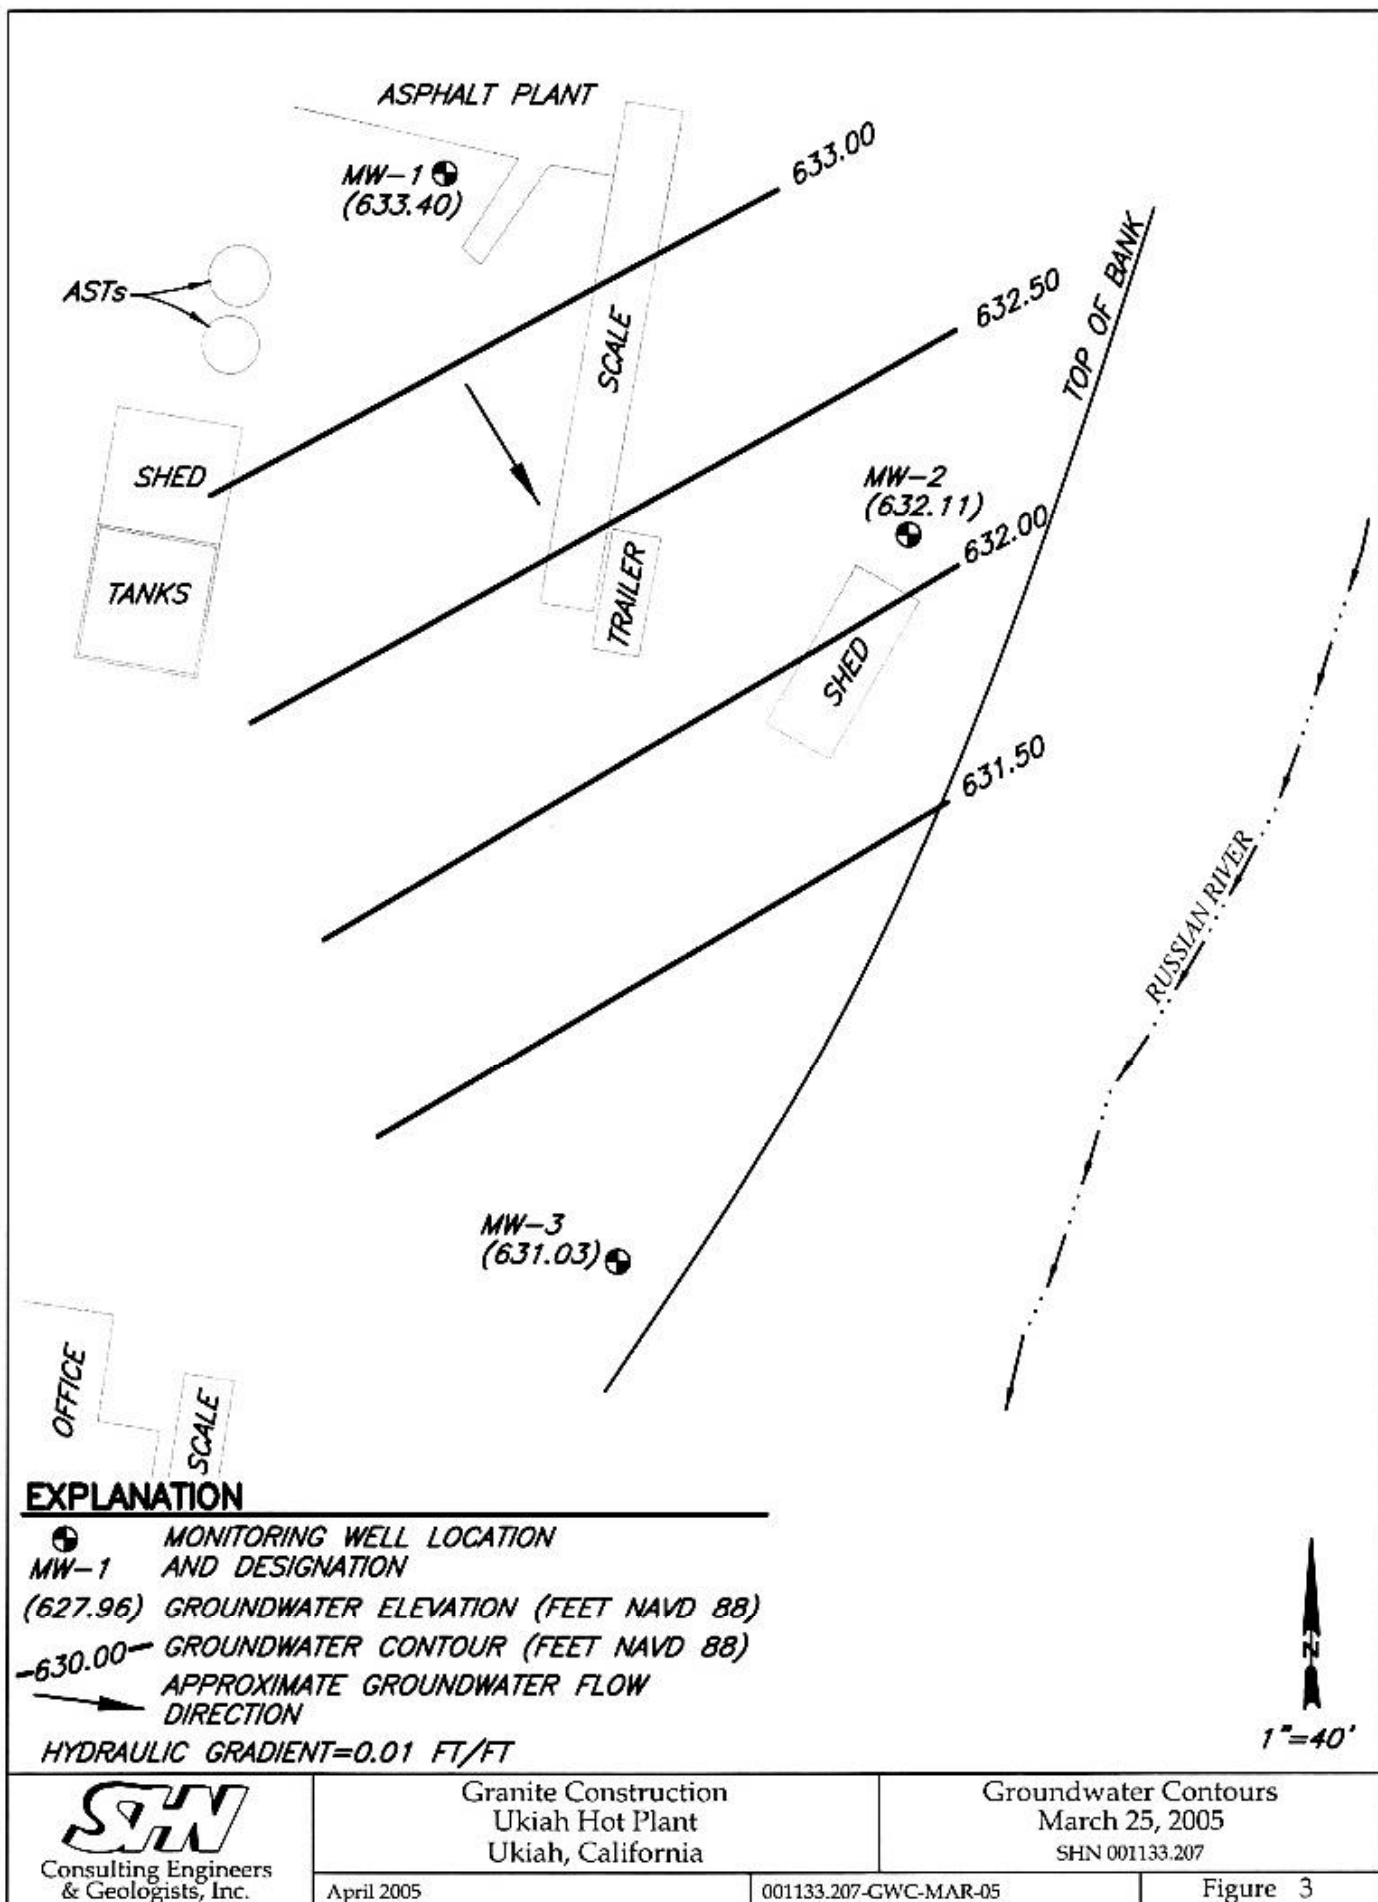 ASPHALT PLANT
MW-1
(633.40)
633.00
ASTs
632.50
TOP OF BANK
SCALE
SHED
TANKS
MW-2
(632.11)
632.00
TRAILER
SHED
631.50
RUSSIAN RIVER
MW-3
(631.03)
OFFICE
SCALE
EXPLANATION
MONITORING WELL LOCATION
MW-1 AND DESIGNATION
(627.96) GROUNDWATER ELEVATION (FEET NAVD 88)
-630.00- GROUNDWATER CONTOUR (FEET NAVD 88)
APPROXIMATE GROUNDWATER FLOW
DIRECTION
HYDRAULIC GRADIENT=0.01 FT/FT
N
1"=40'
SHN
Consulting Engineers
& Geologists, Inc.
Granite Construction
Ukiah Hot Plant
Ukiah, California
Groundwater Contours
March 25, 2005
SHN 001133.207
April 2005
001133.207-GWC-MAR-05
Figure 3